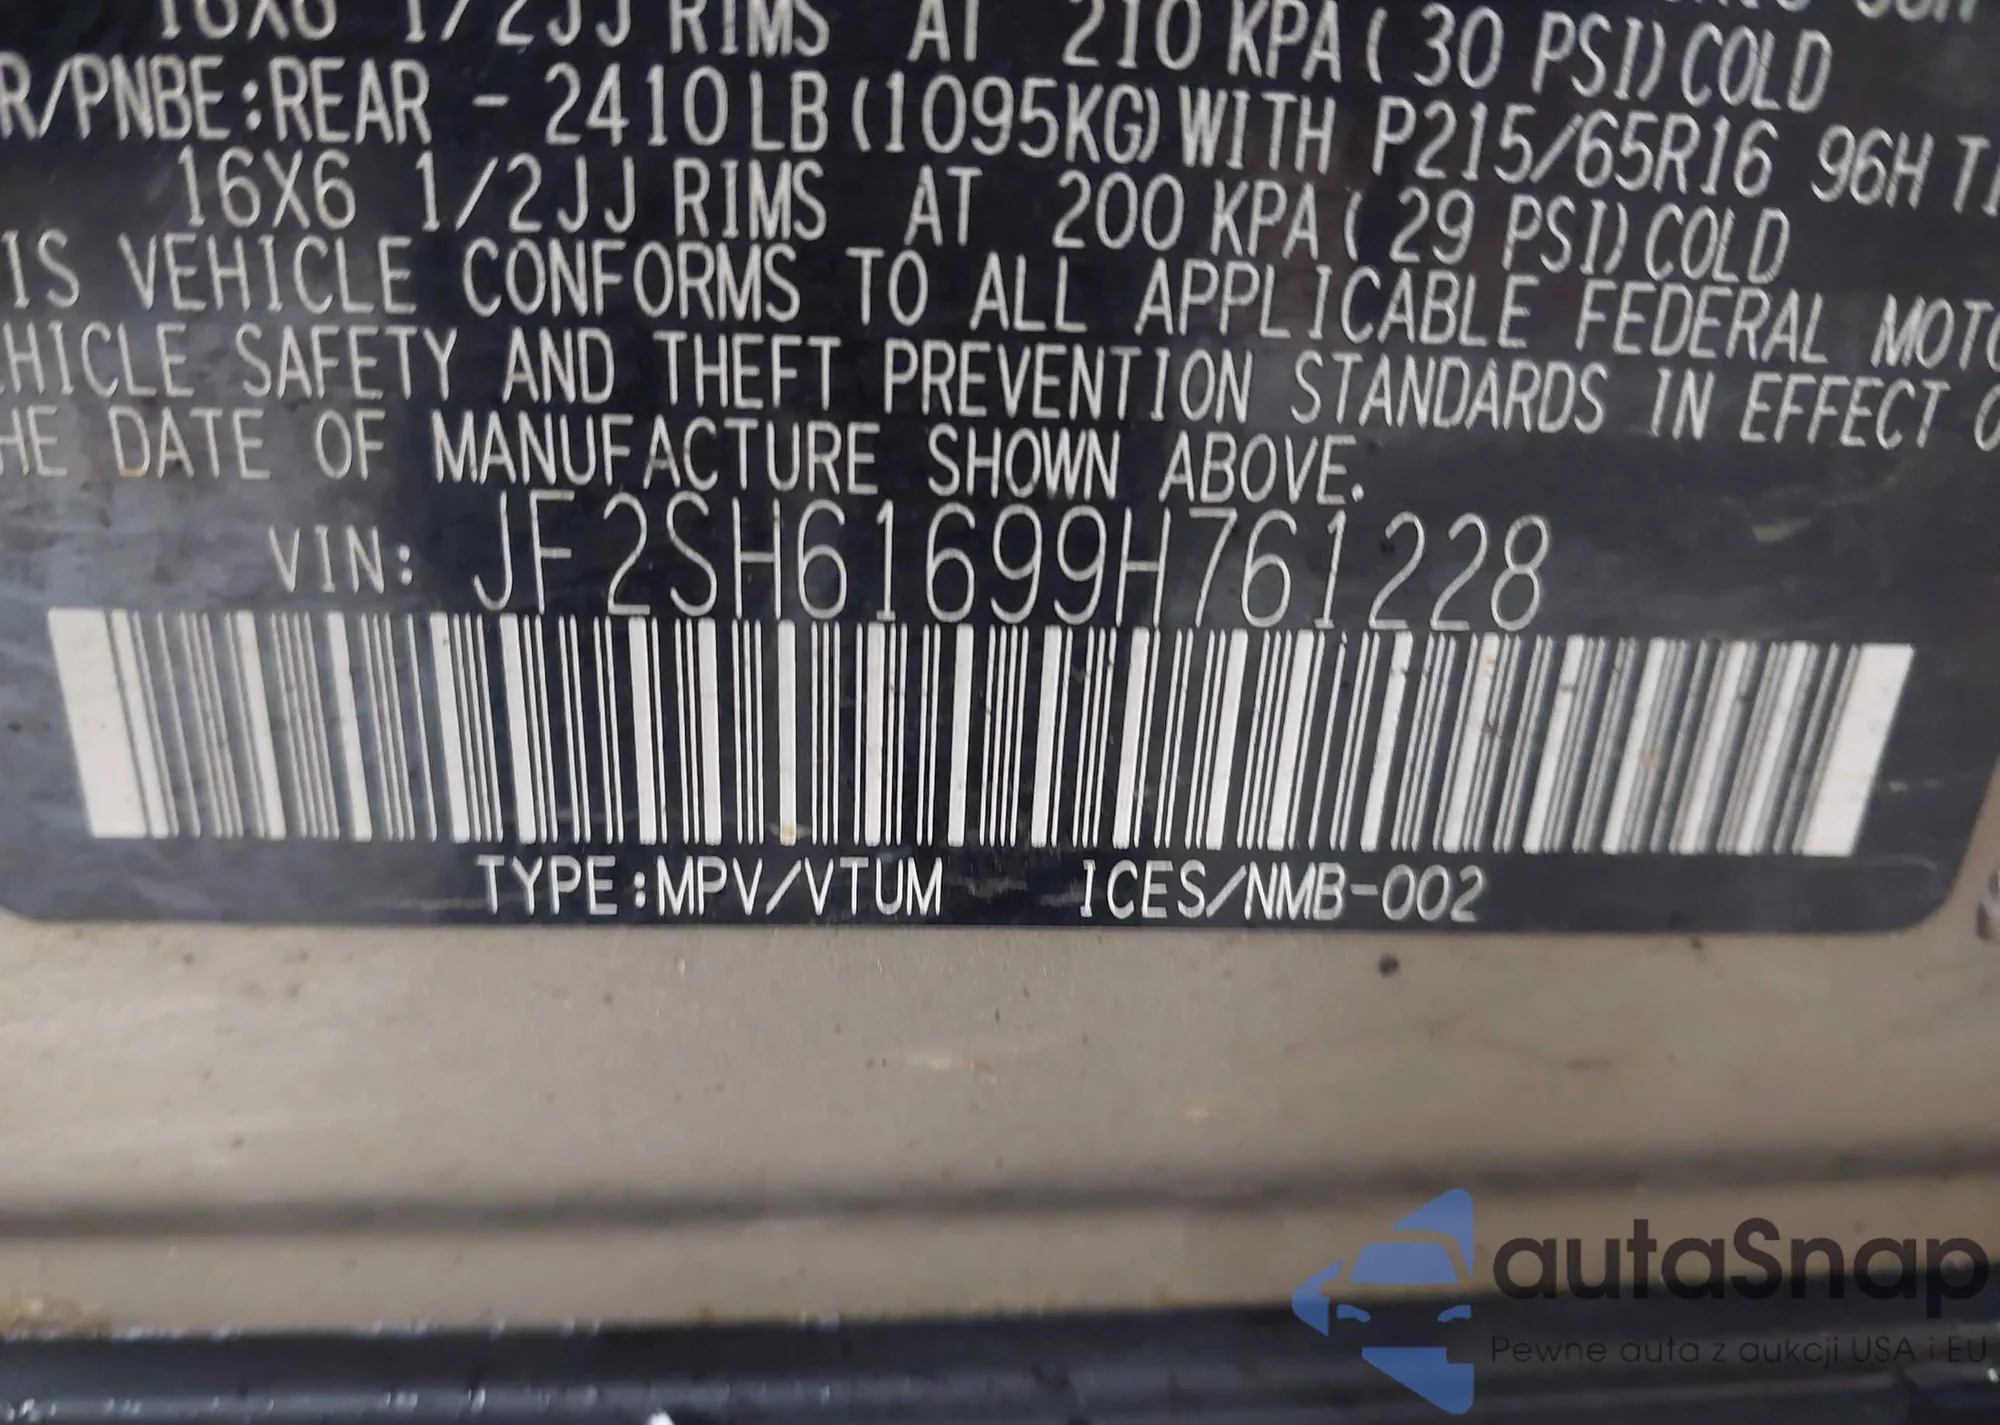 16X6 1/2JJ RIMS AT 210 KPA ( 30 PSI) COLD
R/PNBE:REAR - 2410 LB (1095KG) WITH P215/65R16 96H
16X6 1/2JJ RIMS AT 200 KPA ( 29 PSI) COLD
IS VEHICLE CONFORMS TO ALL APPLICABLE FEDERAL MOTO
HICLE SAFETY AND THEFT PREVENTION STANDARDS IN EFFECT O
HE DATE OF MANUFACTURE SHOWN ABOVE.
VIN: JF2SH61699H761228
TYPE:MPV/VTUM ICES/NMB-002
autaSnap
Pewne auta z aukcji USA i EU